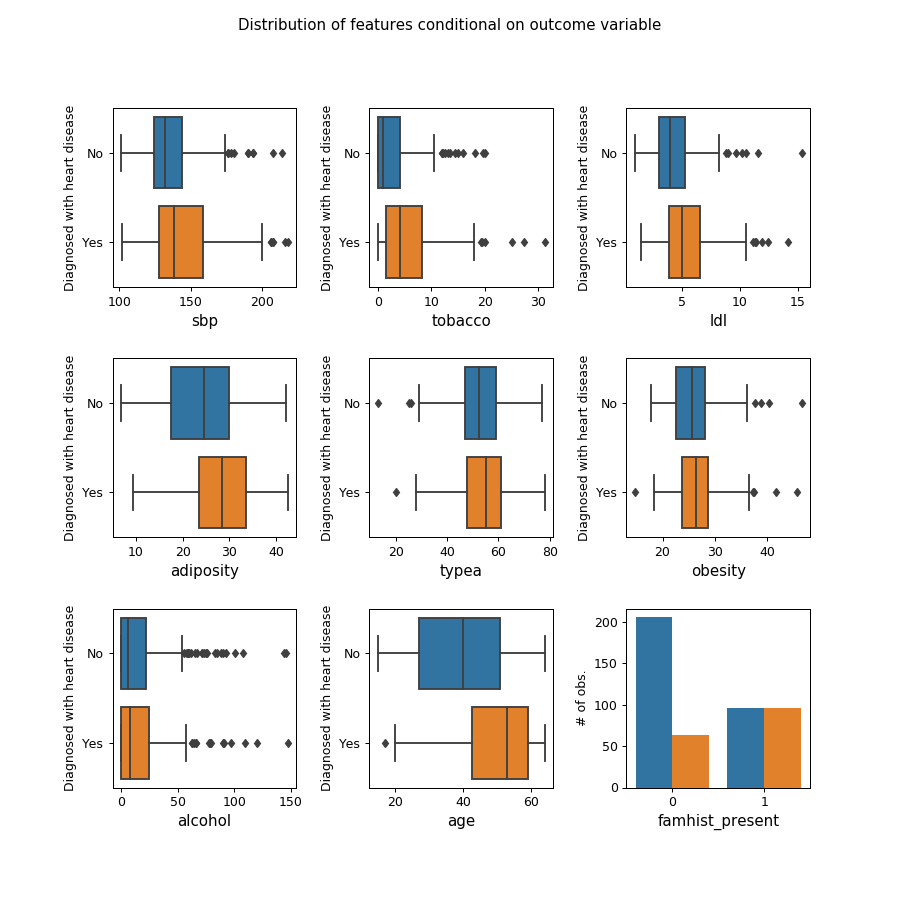 Distribution of features conditional on outcome variable
Diagnosed with heart disease
No
Yes
100 150 200
sbp
Diagnosed with heart disease
No
Yes
0 10 20 30
tobacco
Diagnosed with heart disease
No
Yes
5 10 15
ldl
Diagnosed with heart disease
No
Yes
10 20 30 40
adiposity
Diagnosed with heart disease
No
Yes
20 40 60 80
typea
Diagnosed with heart disease
No
Yes
20 30 40
obesity
Diagnosed with heart disease
No
Yes
0 50 100 150
alcohol
Diagnosed with heart disease
No
Yes
20 40 60
age
# of obs.
200
150
100
50
0
0 1
famhist_present